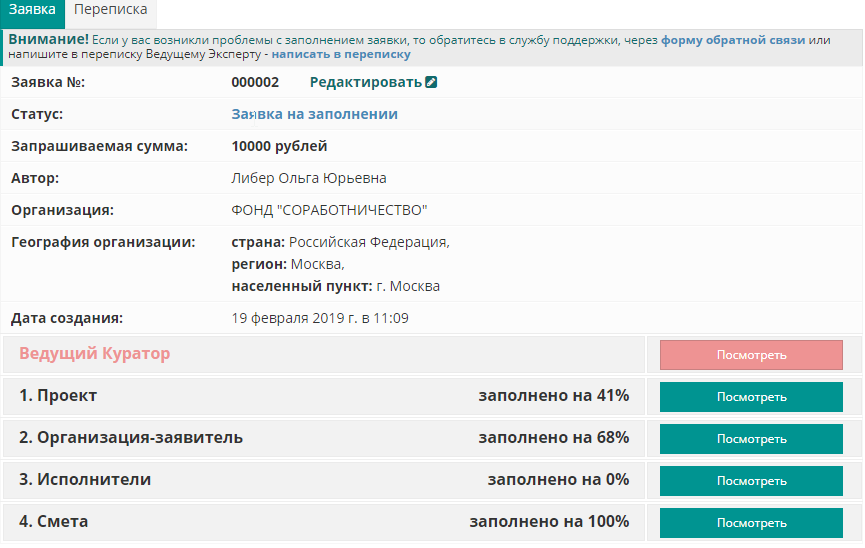 Заявка Переписка
Внимание! Если у вас возникли проблемы с заполнением заявки, то обратитесь в службу поддержки, через форму обратной связи или
напишите в переписку Ведущему Эксперту - написать в переписку
Заявка №: 000002 Редактировать
Статус: Заявка на заполнении
Запрашиваемая сумма: 10000 рублей
Автор: Либер Ольга Юрьевна
Организация: ФОНД "СОРАБОТНИЧЕСТВО"
География организации: страна: Российская Федерация,
регион: Москва,
населенный пункт: г. Москва
Дата создания: 19 февраля 2019 г. в 11:09
Ведущий Куратор Посмотреть
1. Проект заполнено на 41% Посмотреть
2. Организация-заявитель заполнено на 68% Посмотреть
3. Исполнители заполнено на 0% Посмотреть
4. Смета заполнено на 100% Посмотреть